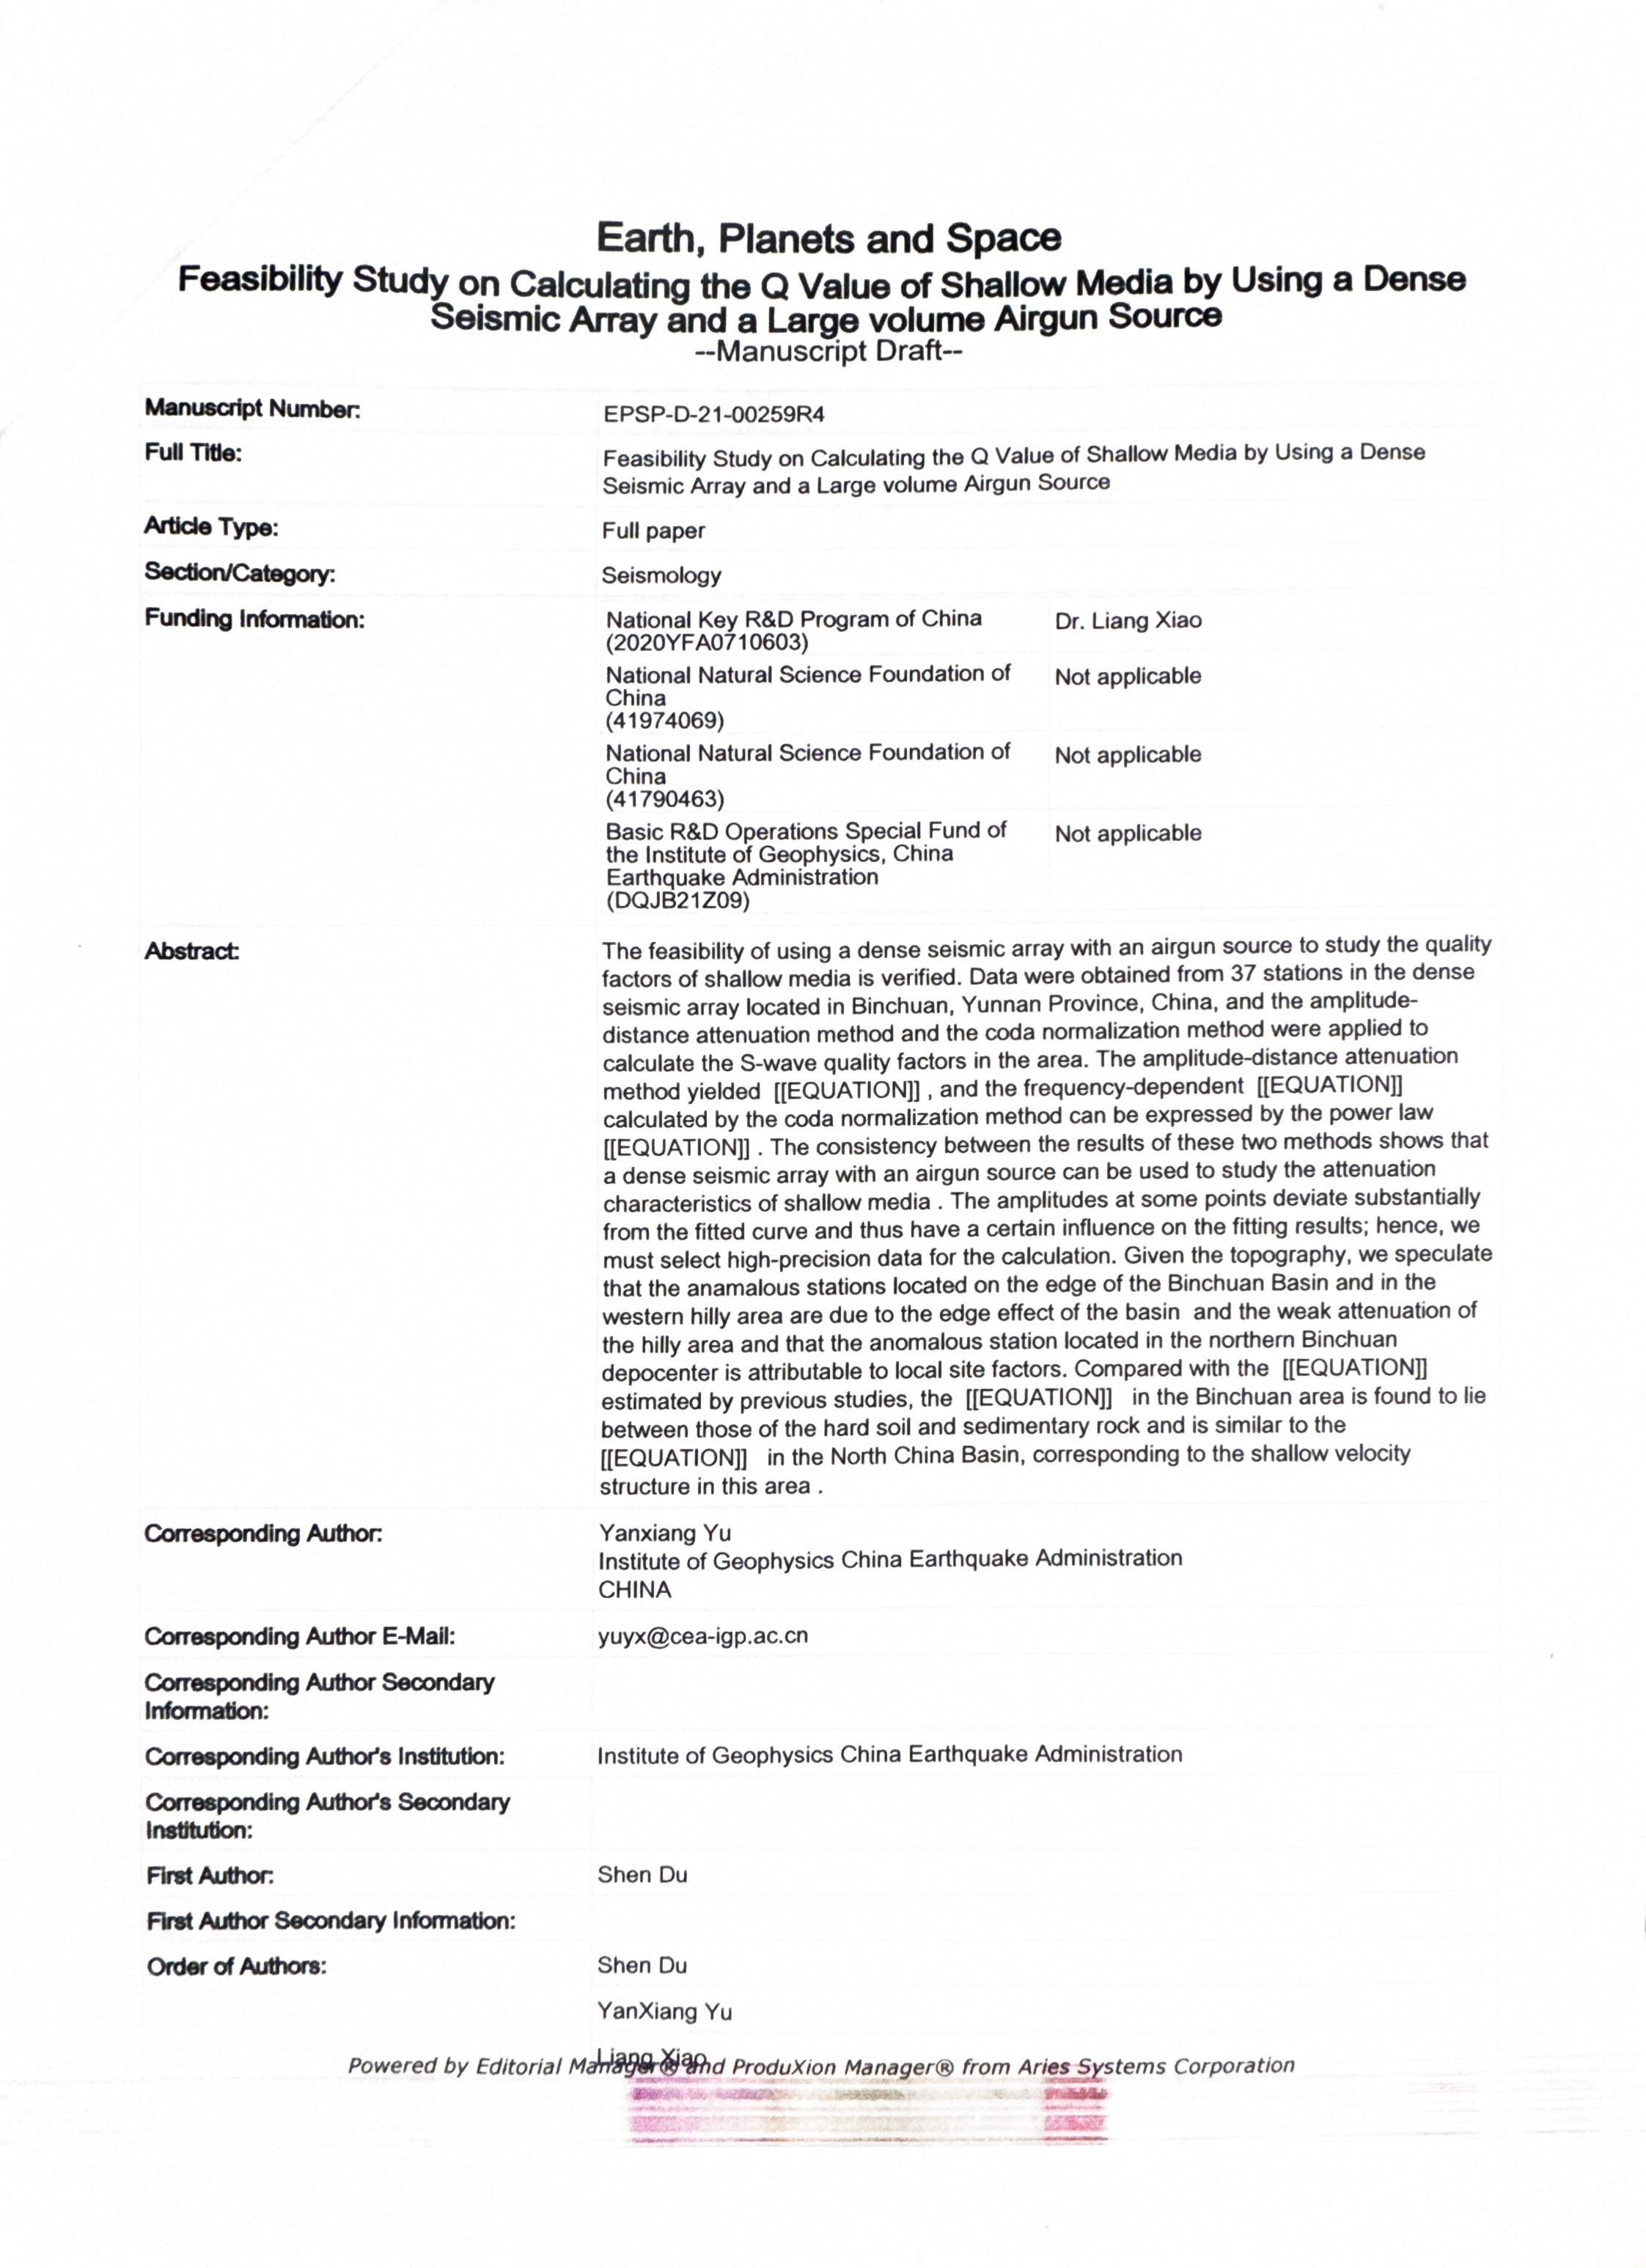 Earth, Planets and Space
Feasibility Study on Calculating the Q Value of Shallow Media by Using a Dense
Seismic Array and a Large volume Airgun Source
--Manuscript Draft--
Manuscript Number: EPSP-D-21-00259R4
Full Title: Feasibility Study on Calculating the Q Value of Shallow Media by Using a Dense
Seismic Array and a Large volume Airgun Source
Article Type: Full paper
Section/Category: Seismology
Funding Information: National Key R&D Program of China Dr. Liang Xiao
(2020YFA0710603)
National Natural Science Foundation of Not applicable
China
(41974069)
National Natural Science Foundation of Not applicable
China
(41790463)
Basic R&D Operations Special Fund of Not applicable
the Institute of Geophysics, China
Earthquake Administration
(DQJB21Z09)
Abstract: The feasibility of using a dense seismic array with an airgun source to study the quality
factors of shallow media is verified. Data were obtained from 37 stations in the dense
seismic array located in Binchuan, Yunnan Province, China, and the amplitude-
distance attenuation method and the coda normalization method were applied to
calculate the S-wave quality factors in the area. The amplitude-distance attenuation
method yielded [[EQUATION]] , and the frequency-dependent [[EQUATION]]
calculated by the coda normalization method can be expressed by the power law
[[EQUATION]] . The consistency between the results of these two methods shows that
a dense seismic array with an airgun source can be used to study the attenuation
characteristics of shallow media . The amplitudes at some points deviate substantially
from the fitted curve and thus have a certain influence on the fitting results; hence, we
must select high-precision data for the calculation. Given the topography, we speculate
that the anamalous stations located on the edge of the Binchuan Basin and in the
western hilly area are due to the edge effect of the basin and the weak attenuation of
the hilly area and that the anomalous station located in the northern Binchuan
depocenter is attributable to local site factors. Compared with the [[EQUATION]]
estimated by previous studies, the [[EQUATION]] in the Binchuan area is found to lie
between those of the hard soil and sedimentary rock and is similar to the
[[EQUATION]] in the North China Basin, corresponding to the shallow velocity
structure in this area .
Corresponding Author: Yanxiang Yu
Institute of Geophysics China Earthquake Administration
CHINA
Corresponding Author E-Mail: yuyx@cea-igp.ac.cn
Corresponding Author Secondary
Information:
Corresponding Author's Institution: Institute of Geophysics China Earthquake Administration
Corresponding Author's Secondary
Institution:
First Author: Shen Du
First Author Secondary Information:
Order of Authors: Shen Du
YanXiang Yu
Liang Xiao
Powered by Editorial Manager® and ProduXion Manager® from Aries Systems Corporation